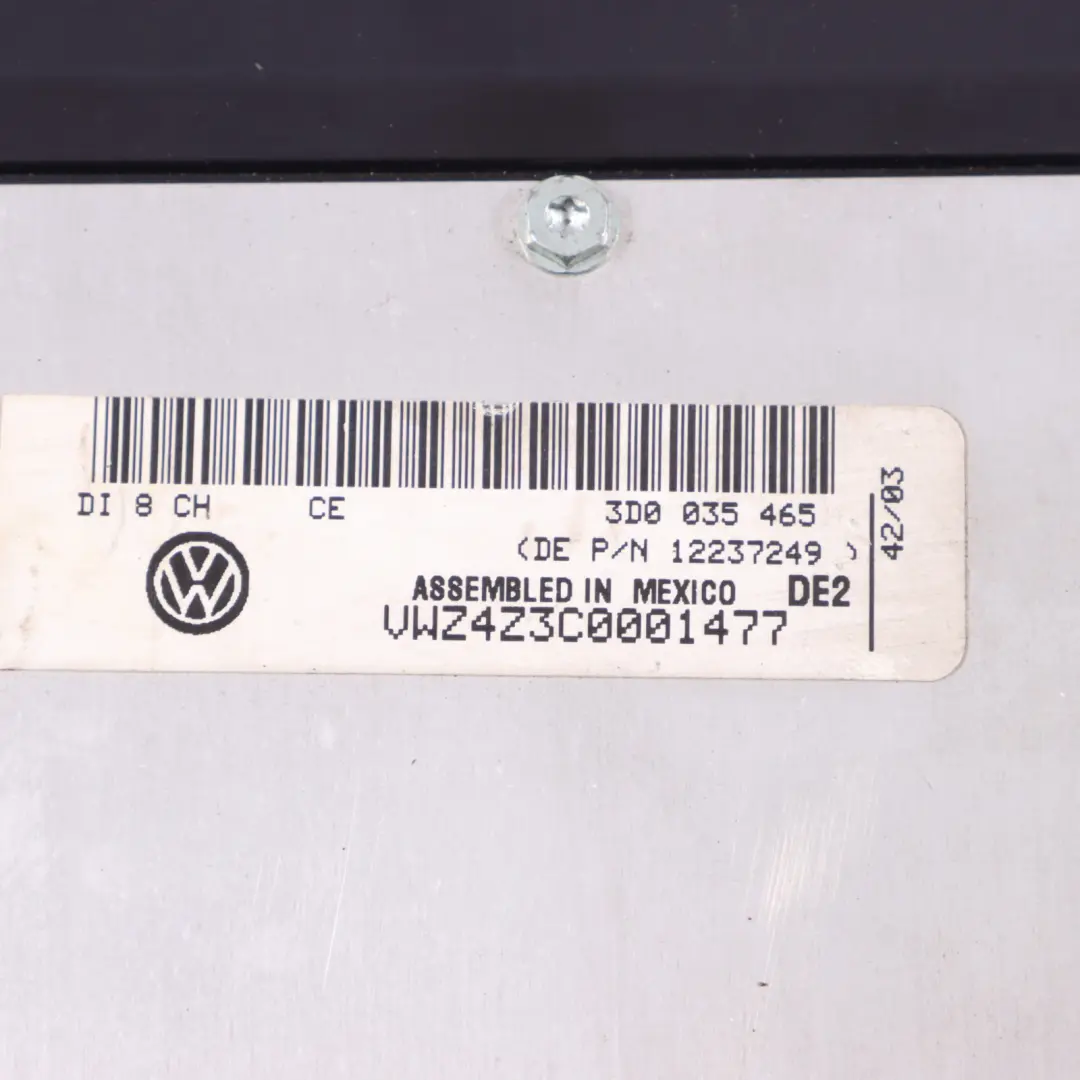 DI 8 CH CE 3D0 035 465
(DE P/N 12237249 )
ASSEMBLED IN MEXICO DE2
VWZ4Z3C0001477
42/03